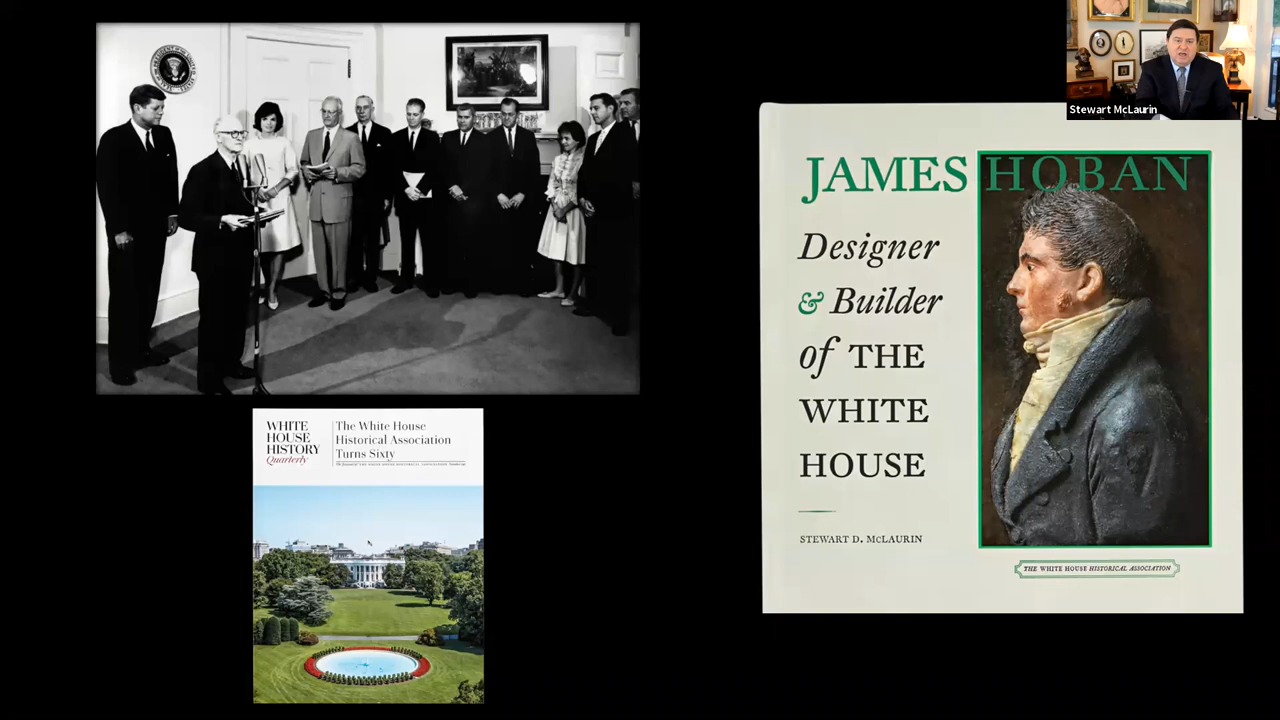 Stewart McLaurin
JAMES HOBAN
Designer
& Builder
of THE
WHITE
HOUSE
STEWART D. McLAURIN
THE WHITE HOUSE HISTORICAL ASSOCIATION
WHITE
HOUSE
HISTORY
Quarterly
The White House
Historical Association
Turns Sixty